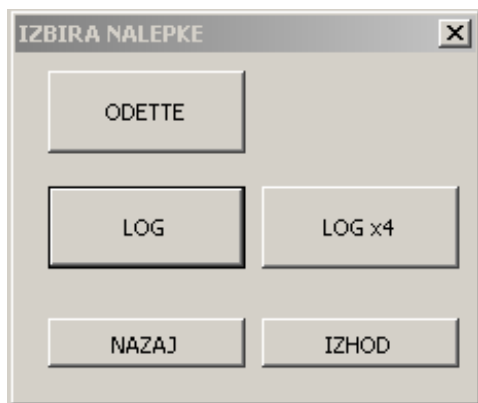 IZBIRA NALEPKE
ODETTE
LOG
LOG x4
NAZAJ
IZHOD